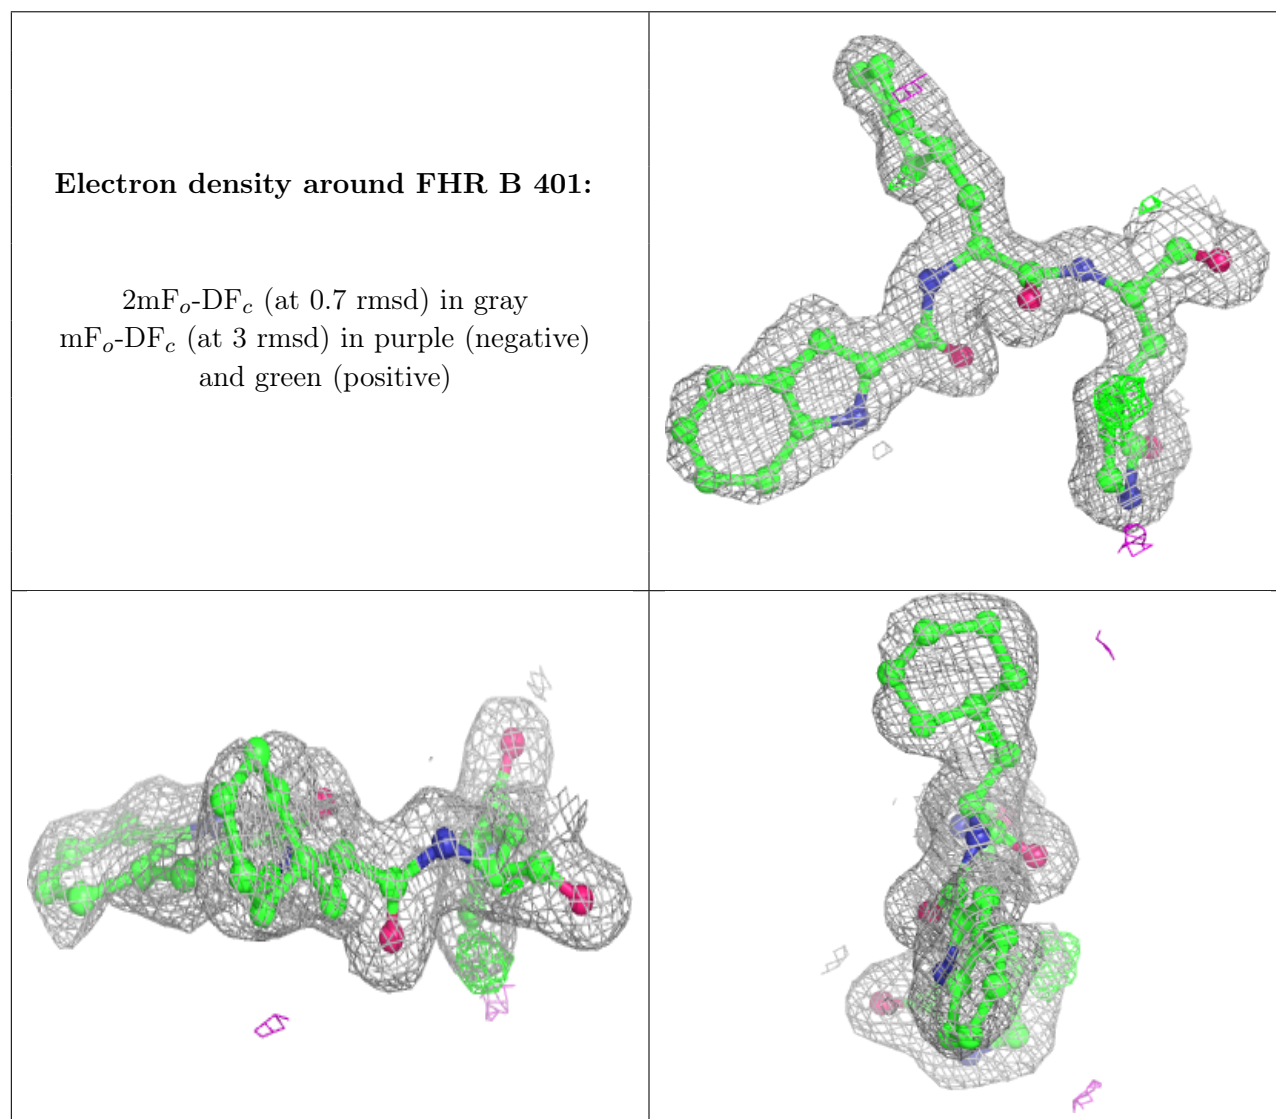 Electron density around FHR B 401:
2mFo-DFc (at 0.7 rmsd) in gray
mFo-DFc (at 3 rmsd) in purple (negative)
and green (positive)